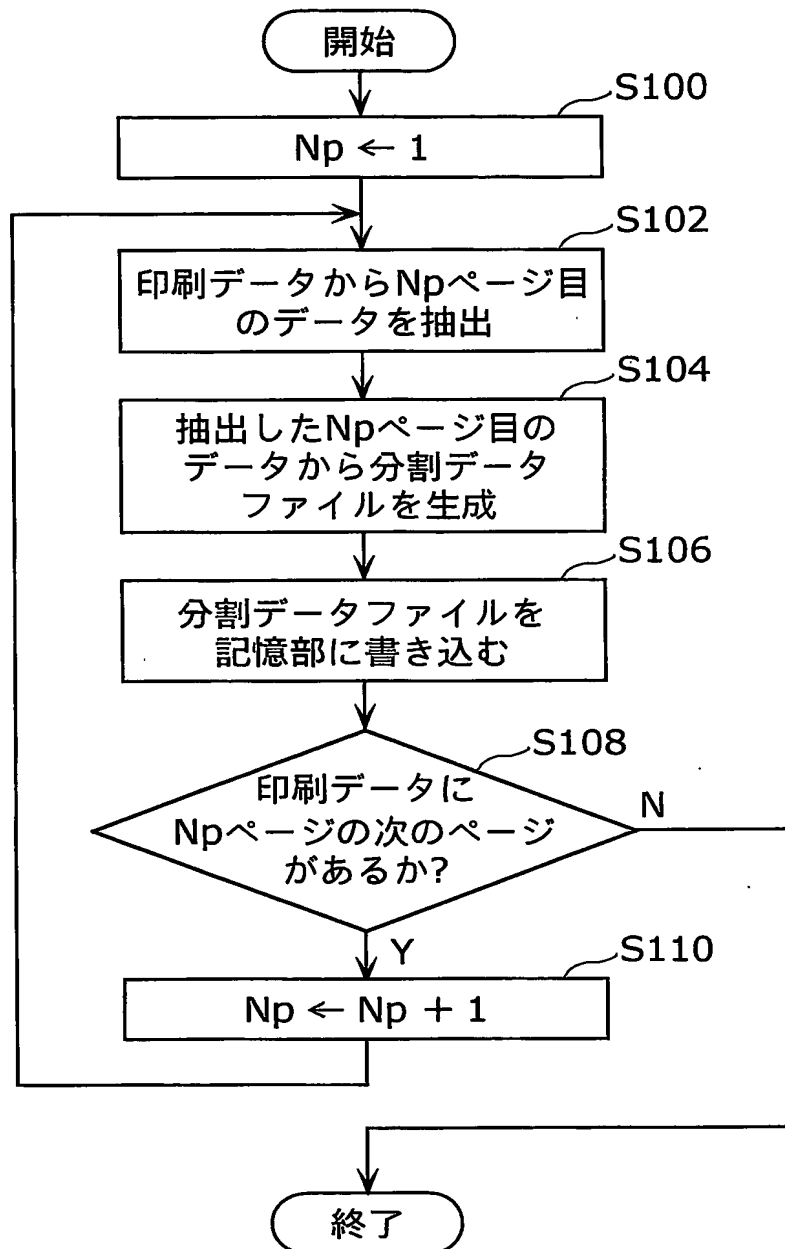 開始
S100
Np ← 1
S102
印刷データからNpページ目
のデータを抽出
S104
抽出したNpページ目の
データから分割データ
ファイルを生成
S106
分割データファイルを
記憶部に書き込む
S108
印刷データに
Npページの次のページ
があるか?
N
Y
S110
Np ← Np + 1
終了